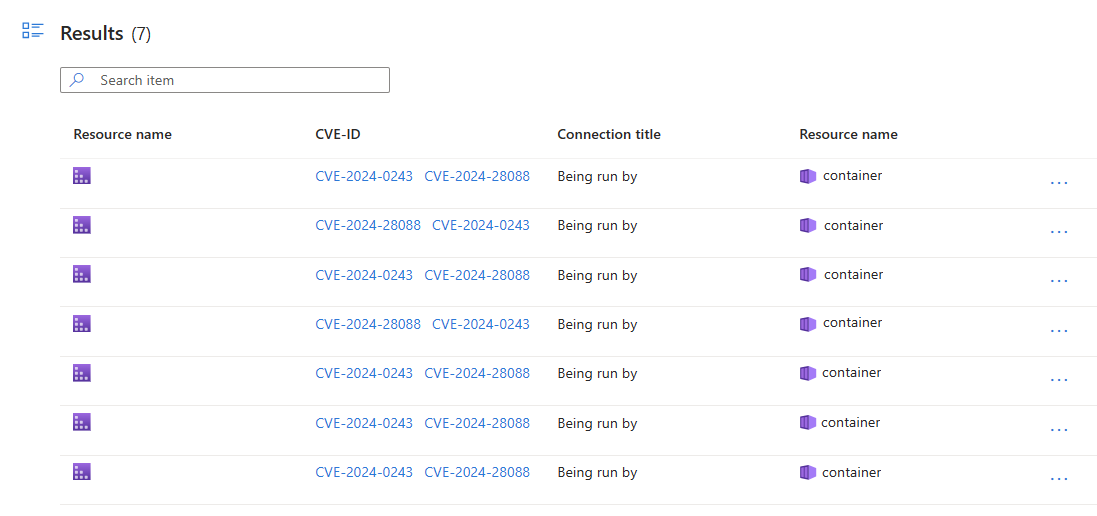 Results (7)
Search item
Resource name CVE-ID Connection title Resource name
CVE-2024-0243 CVE-2024-28088 Being run by container ...
CVE-2024-28088 CVE-2024-0243 Being run by container ...
CVE-2024-0243 CVE-2024-28088 Being run by container ...
CVE-2024-28088 CVE-2024-0243 Being run by container ...
CVE-2024-0243 CVE-2024-28088 Being run by container ...
CVE-2024-0243 CVE-2024-28088 Being run by container ...
CVE-2024-0243 CVE-2024-28088 Being run by container ...